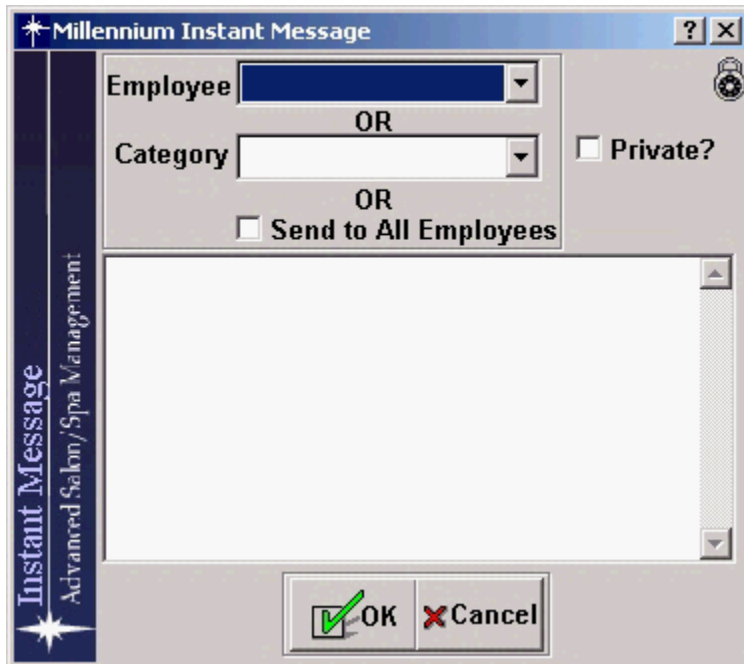 Millennium Instant Message
Employee
OR
Category
Private?
OR
Send to All Employees
Instant Message
Advanced Salon/Spa Management
OK
Cancel